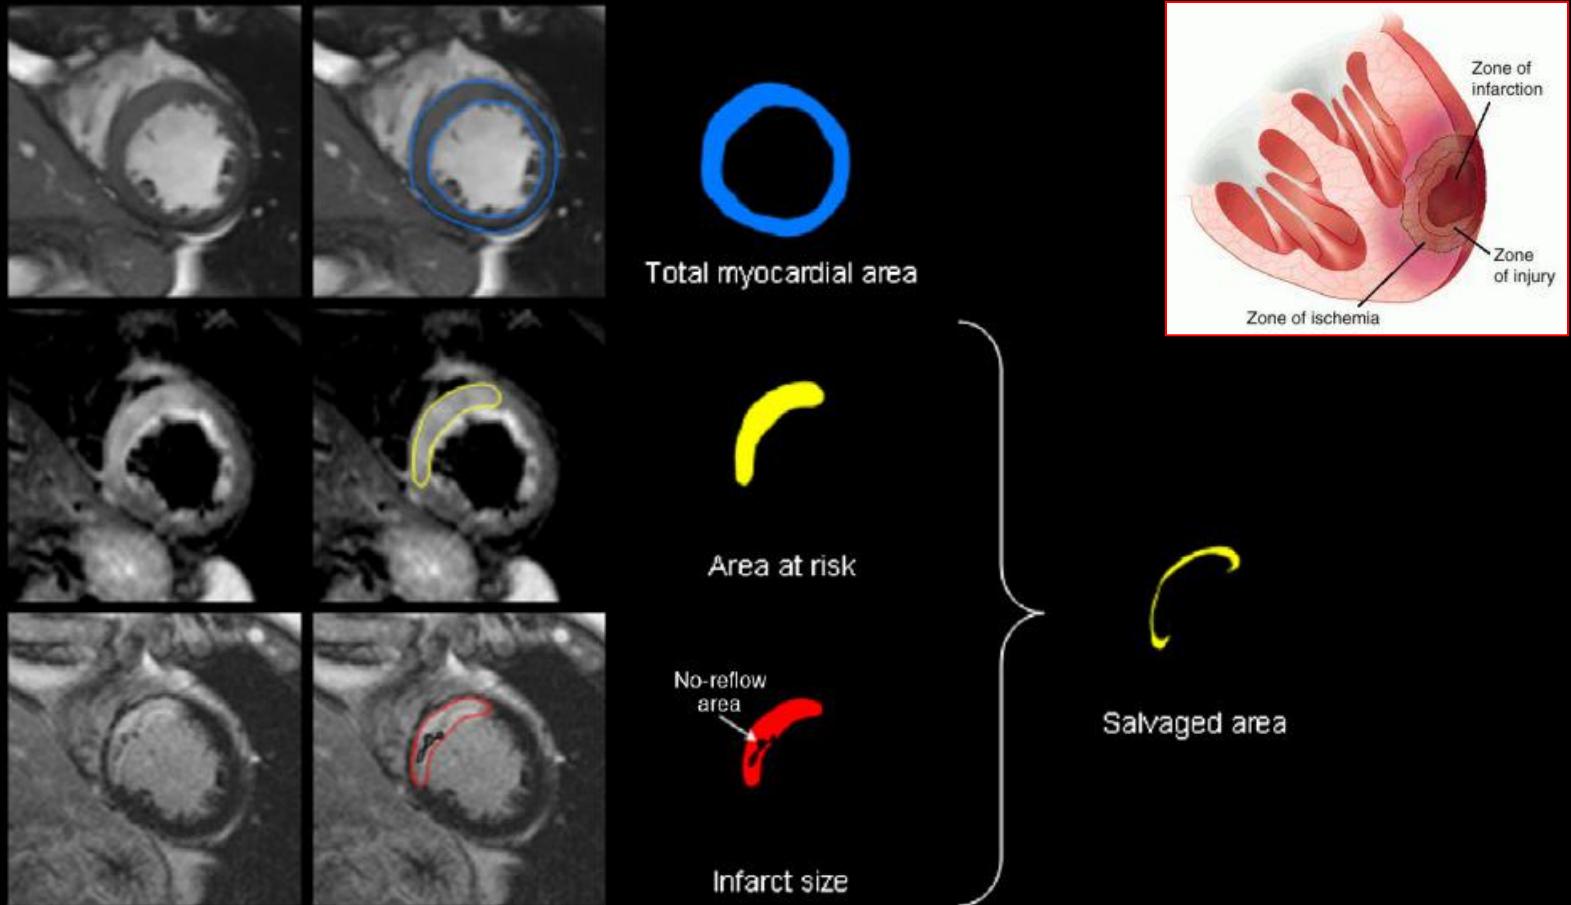 Zone of
infarction
Zone
of injury
Zone of ischemia
Total myocardial area
Area at risk
No-reflow
area
Salvaged area
Infarct size